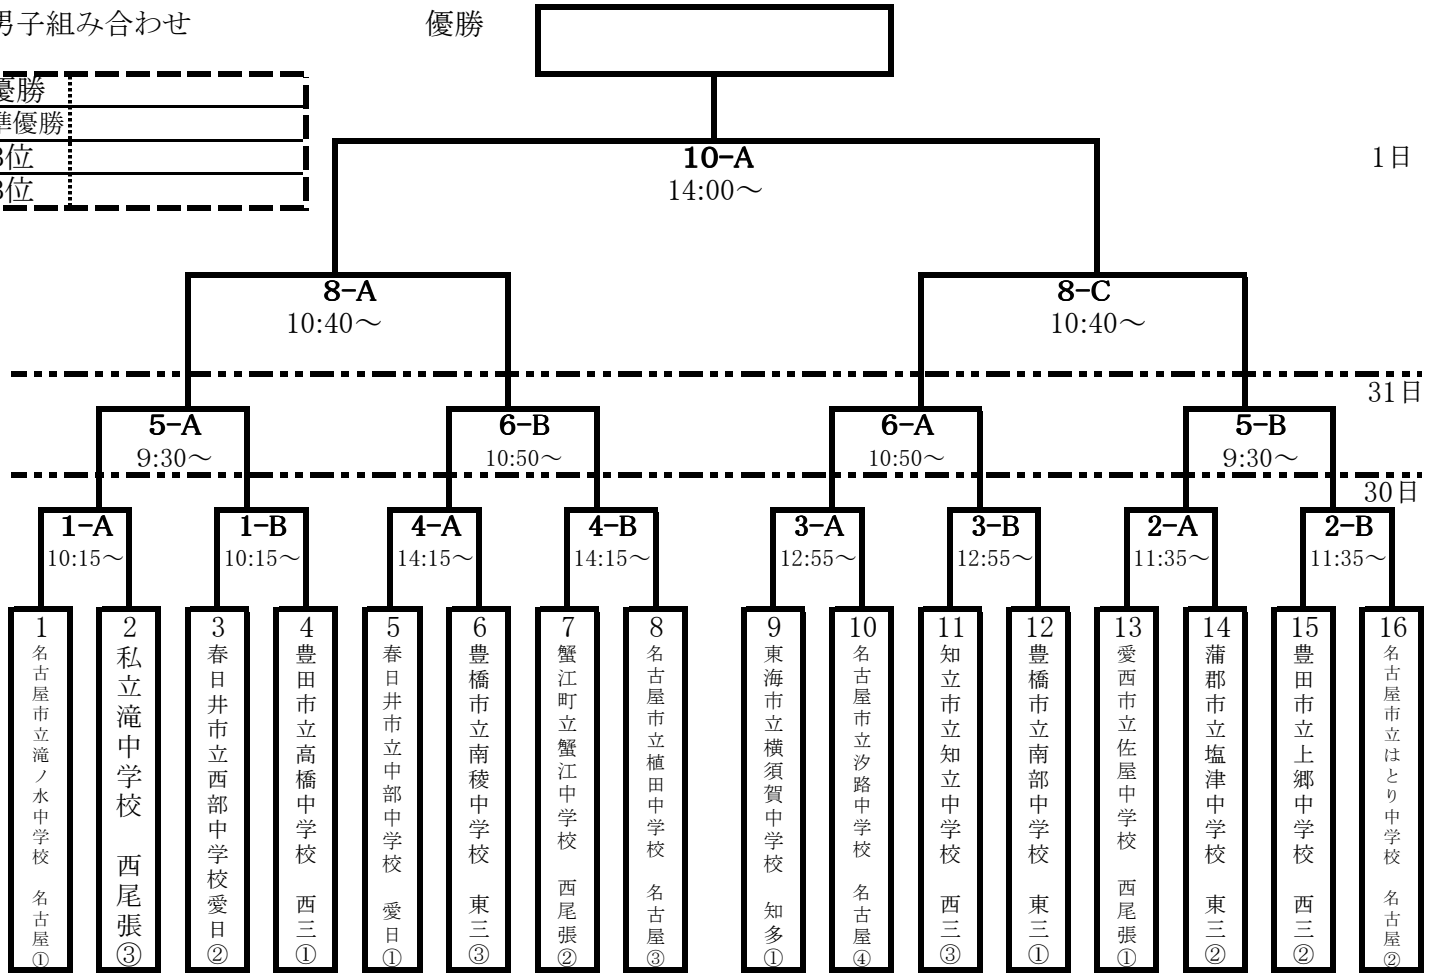 男子組み合わせ
優勝
優勝
準優勝
3位
3位
10-A
14:00～
1日
8-A
10:40～
8-C
10:40～
31日
5-A
9:30～
6-B
10:50～
6-A
10:50～
5-B
9:30～
30日
1-A
10:15～
1-B
10:15～
4-A
14:15～
4-B
14:15～
3-A
12:55～
3-B
12:55～
2-A
11:35～
2-B
11:35～
1
名古屋市立滝ノ水中学校 名古屋①
2
私立滝中学校 西尾張③
3
春日井市立西部中学校愛日②
4
豊田市立高橋中学校 西三①
5
春日井市立中部中学校 愛日①
6
豊橋市立南稜中学校 東三③
7
蟹江町立蟹江中学校 西尾張②
8
名古屋市立植田中学校 名古屋③
9
東海市立横須賀中学校 知多①
10
名古屋市立汐路中学校 名古屋④
11
知立市立知立中学校 西三③
12
豊橋市立南部中学校 東三①
13
愛西市立佐屋中学校 西尾張①
14
蒲郡市立塩津中学校 東三②
15
豊田市立上郷中学校 西三②
16
名古屋市立はとり中学校 名古屋②